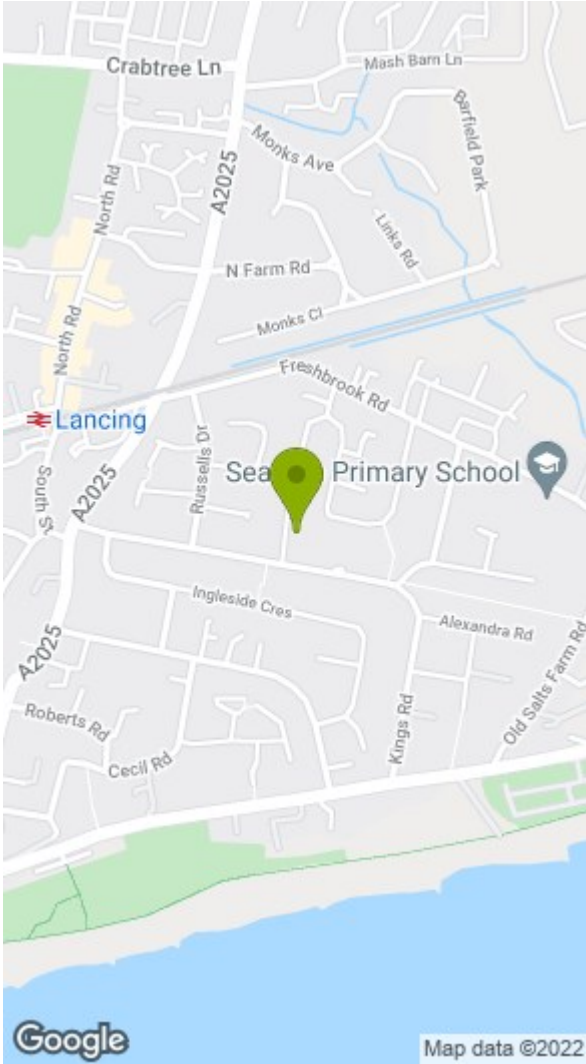 Crabtree Ln
Mash Barn Ln
Barfield Park
Monks Ave
A2025
North Rd
Links Rd
N Farm Rd
Monks Cl
North Rd
Freshbrook Rd
Lancing
Russells Dr
Primary School
South St
A2025
Ingleside Cres
Alexandra Rd
A2025
Old Salts Farm Rd
Roberts Rd
Kings Rd
Cecil Rd
Google
Map data ©2022